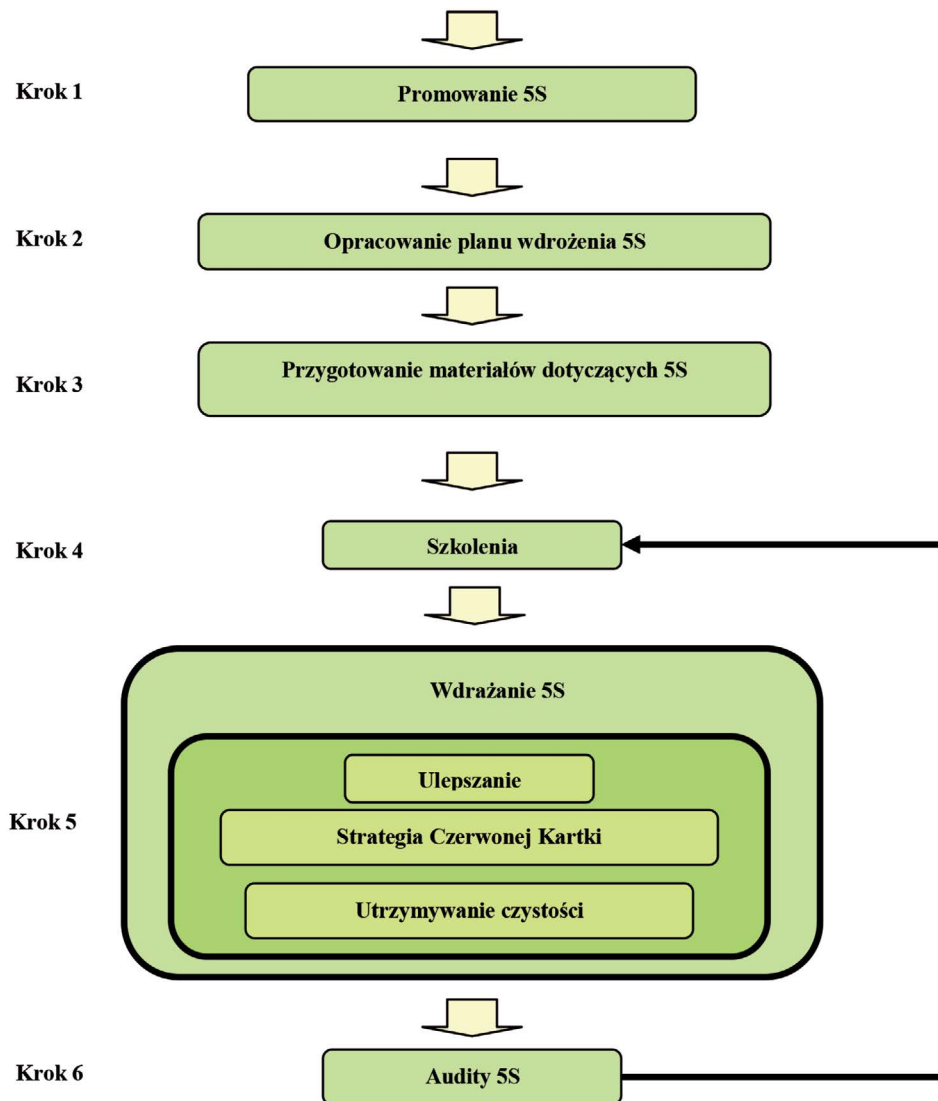 Krok 1
Promowanie 5S
Krok 2
Opracowanie planu wdrożenia 5S
Krok 3
Przygotowanie materiałów dotyczących 5S
Krok 4
Szkolenia
Wdrażanie 5S
Ulepszanie
Krok 5
Strategia Czerwonej Kartki
Utrzymywanie czystości
Krok 6
Audity 5S